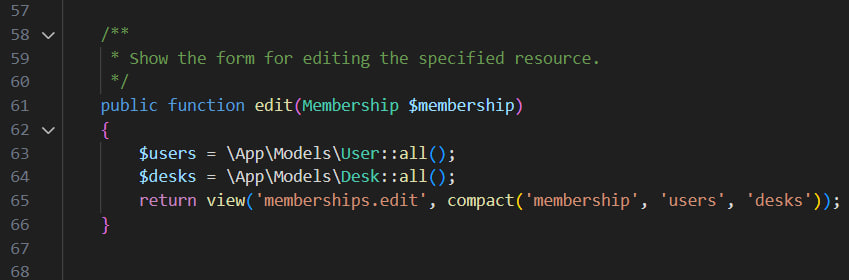 57
58 /**
59 * Show the form for editing the specified resource.
60 */
61 public function edit(Membership $membership)
62 {
63 $users = \App\Models\User::all();
64 $desks = \App\Models\Desk::all();
65 return view('memberships.edit', compact('membership', 'users', 'desks'));
66 }
67
68